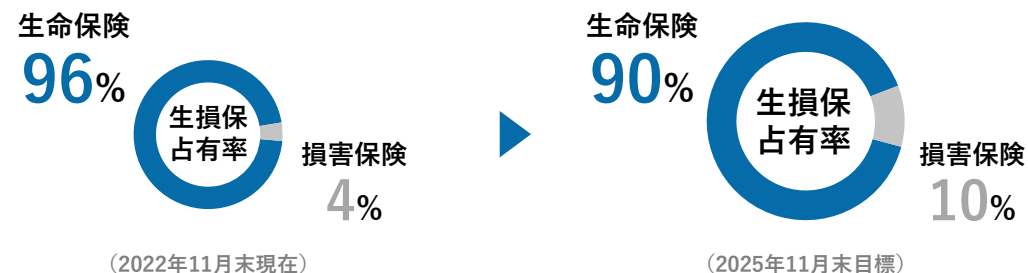 生命保険
96%
生損保
占有率
損害保険
4%
（2022年11月末現在）
生命保険
90%
生損保
占有率
損害保険
10%
（2025年11月末目標）